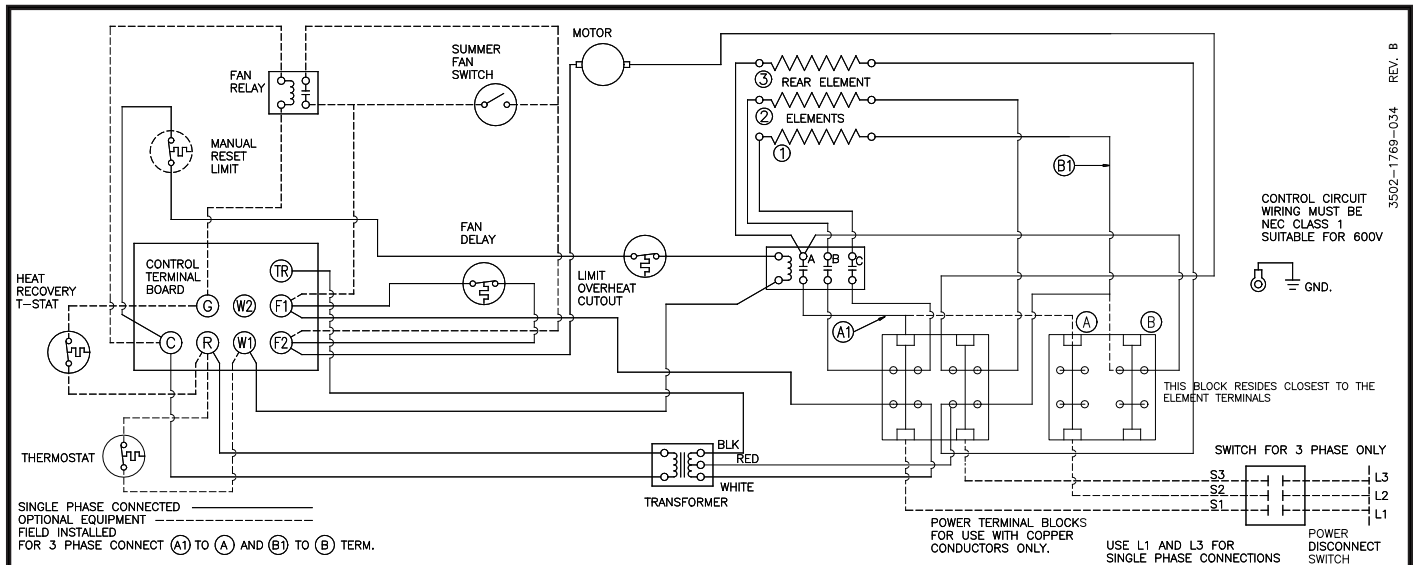 MOTOR
SUMMER
FAN
SWITCH
FAN
RELAY
MANUAL
RESET
LIMIT
3 REAR ELEMENT
2 ELEMENTS
1
B1
3502-1769-034 REV. B
CONTROL CIRCUIT
WIRING MUST BE
NEC CLASS 1
SUITABLE FOR 600V
GND.
FAN
DELAY
LIMIT
OVERHEAT
CUTOUT
A B C
CONTROL
TERMINAL
BOARD
TR
G W2 F1
C R W1 F2
HEAT
RECOVERY
T-STAT
A1
A B
THIS BLOCK RESIDES CLOSEST TO THE
ELEMENT TERMINALS
THERMOSTAT
BLK
RED
WHITE
TRANSFORMER
SWITCH FOR 3 PHASE ONLY
S3 L3
S2 L2
S1 L1
POWER
DISCONNECT
SWITCH
POWER TERMINAL BLOCKS
FOR USE WITH COPPER
CONDUCTORS ONLY.
USE L1 AND L3 FOR
SINGLE PHASE CONNECTIONS
SINGLE PHASE CONNECTED
OPTIONAL EQUIPMENT
FIELD INSTALLED
FOR 3 PHASE CONNECT A1 TO A AND B1 TO B TERM.